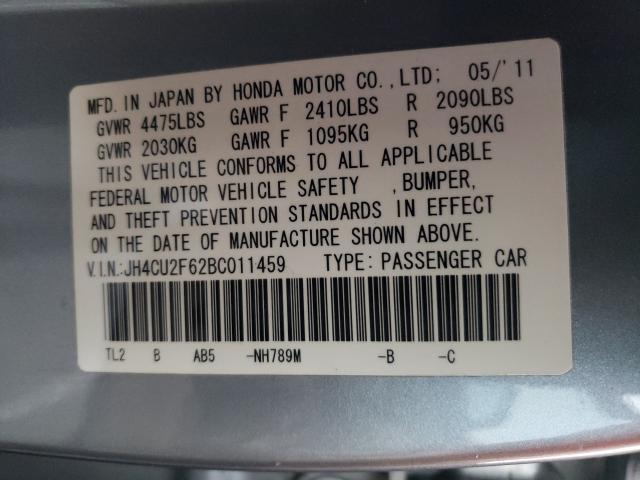 MFD. IN JAPAN BY HONDA MOTOR CO.,LTD; 05/'11
GVWR 4475LBS GAWR F 2410LBS R 2090LBS
GVWR 2030KG GAWR F 1095KG R 950KG
THIS VEHICLE CONFORMS TO ALL APPLICABLE
FEDERAL MOTOR VEHICLE SAFETY ,BUMPER,
AND THEFT PREVENTION STANDARDS IN EFFECT
ON THE DATE OF MANUFACTURE SHOWN ABOVE.
V.I.N.:JH4CU2F62BC011459 TYPE:PASSENGER CAR
TL2 B AB5 -NH789M -B -C